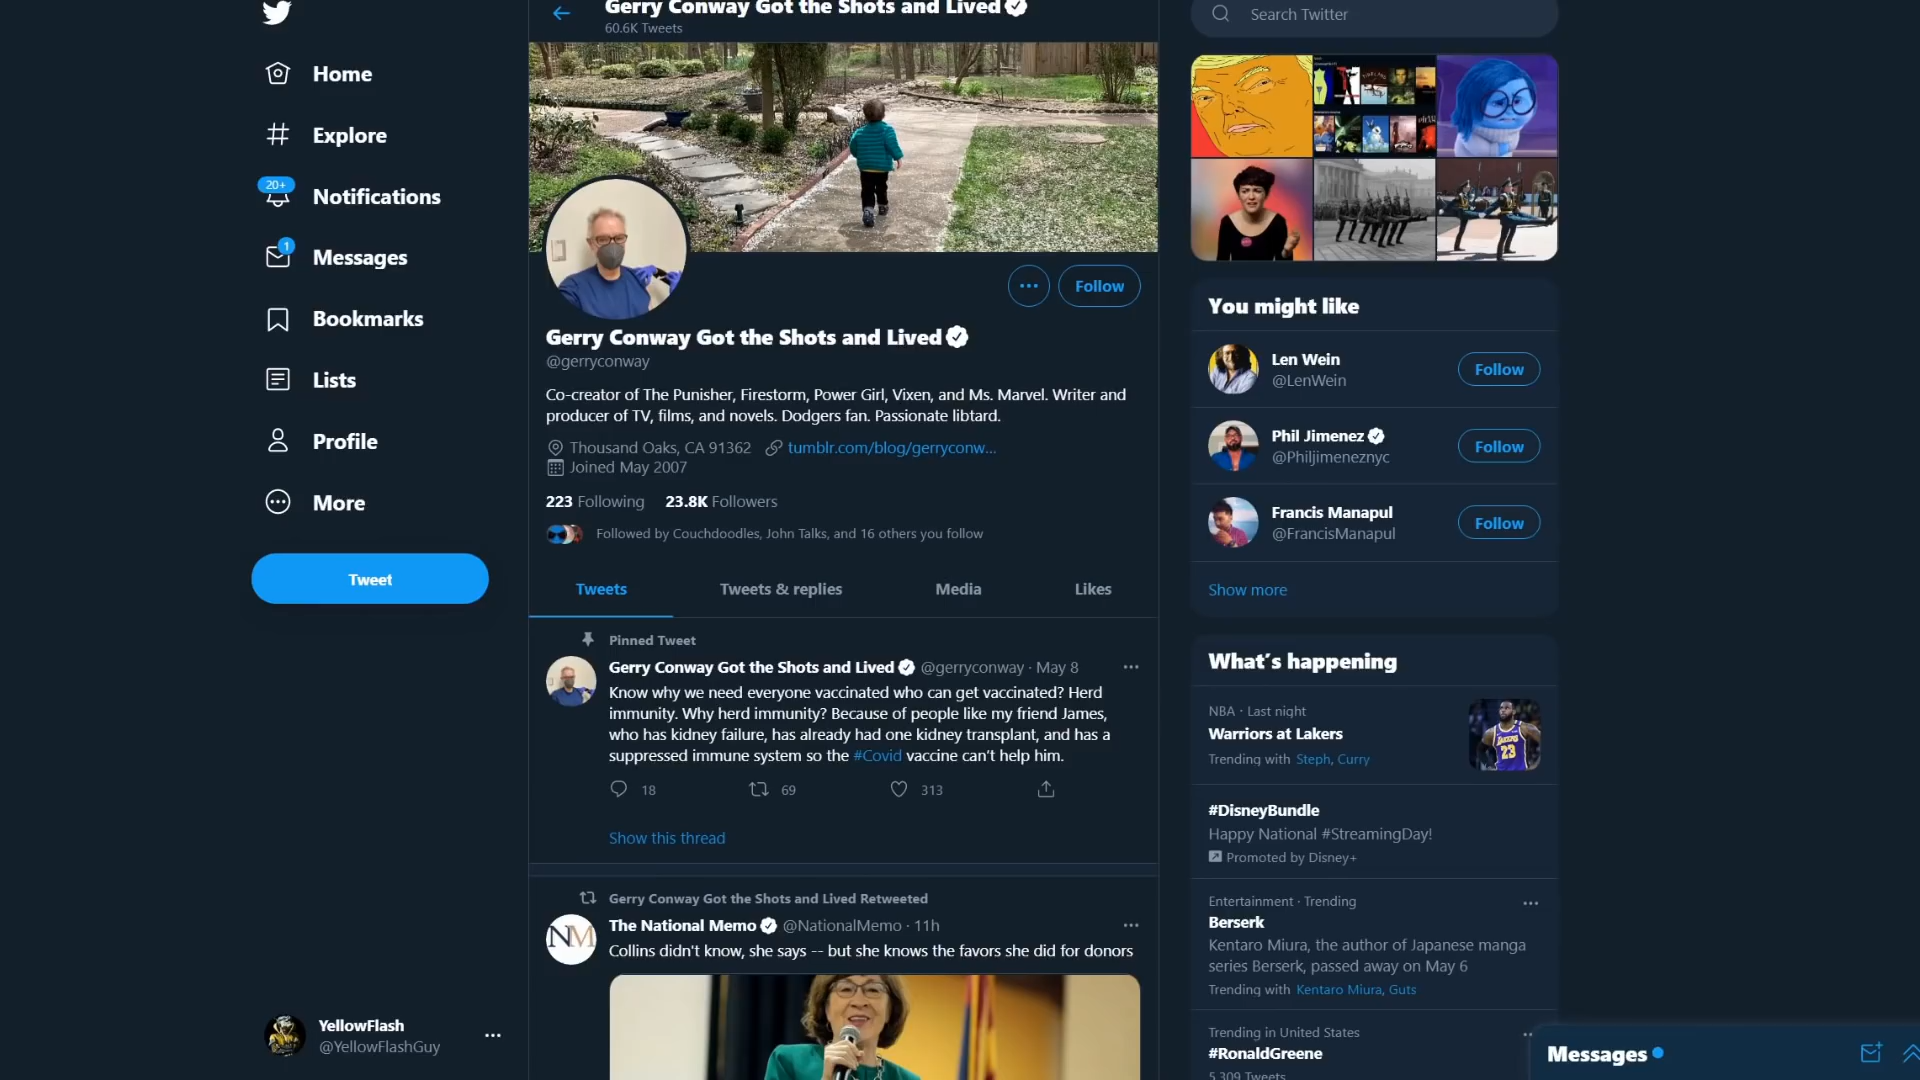 Home
Explore
20+
Notifications
1
Messages
Bookmarks
Lists
Profile
More
Tweet
YellowFlash
@YellowFlashGuy
Gerry Conway Got the Shots and Lived
60.6K Tweets
Follow
Gerry Conway Got the Shots and Lived
@gerryconway
Co-creator of The Punisher, Firestorm, Power Girl, Vixen, and Ms. Marvel. Writer and
producer of TV, films, and novels. Dodgers fan. Passionate libtard.
Thousand Oaks, CA 91362 tumblr.com/blog/gerryconw...
Joined May 2007
223 Following 23.8K Followers
Followed by Couchdoodles, John Talks, and 16 others you follow
Tweets Tweets & replies Media Likes
Pinned Tweet
Gerry Conway Got the Shots and Lived @gerryconway · May 8
Know why we need everyone vaccinated who can get vaccinated? Herd
immunity. Why herd immunity? Because of people like my friend James,
who has kidney failure, has already had one kidney transplant, and has a
suppressed immune system so the #Covid vaccine can't help him.
18 69 313
Show this thread
Gerry Conway Got the Shots and Lived Retweeted
NM
The National Memo @NationalMemo · 11h
Collins didn't know, she says -- but she knows the favors she did for donors
Search Twitter
You might like
Len Wein
@LenWein
Follow
Phil Jimenez
@Philjimeneznyc
Follow
Francis Manapul
@FrancisManapul
Follow
Show more
What's happening
NBA · Last night
Warriors at Lakers
Trending with Steph, Curry
23
#DisneyBundle
Happy National #StreamingDay!
Promoted by Disney+
Entertainment · Trending
Berserk
Kentaro Miura, the author of Japanese manga
series Berserk, passed away on May 6
Trending with Kentaro Miura, Guts
Trending in United States
#RonaldGreene
5,309 Tweets
Messages